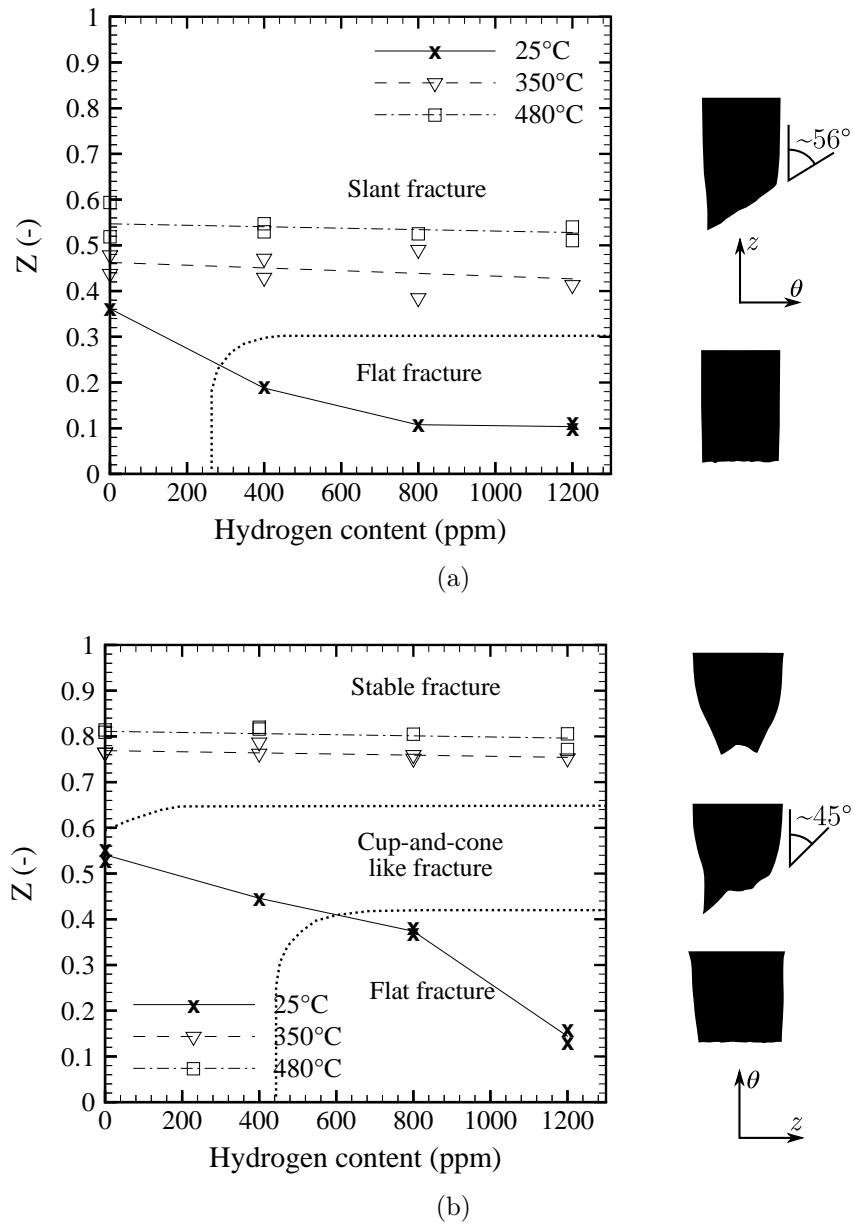 1
0.9
0.8
0.7
0.6
0.5
0.4
0.3
0.2
0.1
0
Z (-)
25°C
350°C
480°C
Slant fracture
Flat fracture
0 200 400 600 800 1000 1200
Hydrogen content (ppm)
~56°
z
θ
(a)
1
0.9
0.8
0.7
0.6
0.5
0.4
0.3
0.2
0.1
0
Z (-)
Stable fracture
Cup-and-cone
like fracture
Flat fracture
25°C
350°C
480°C
0 200 400 600 800 1000 1200
Hydrogen content (ppm)
~45°
θ
z
(b)